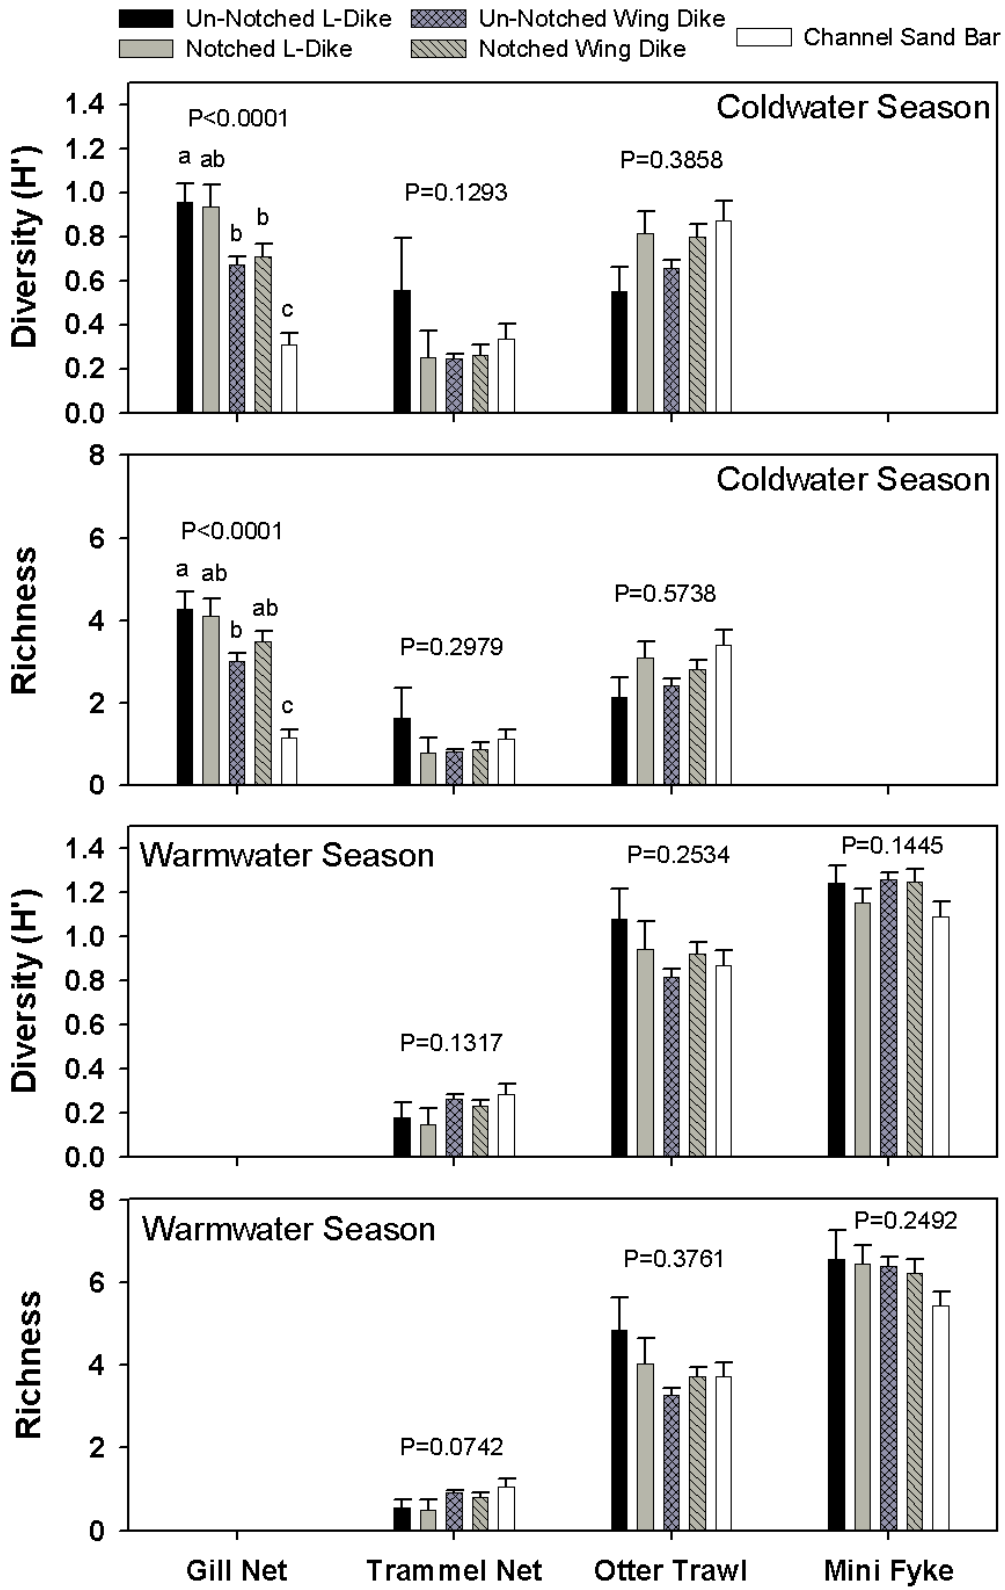 Un-Notched L-Dike
Un-Notched Wing Dike
Channel Sand Bar
Notched L-Dike
Notched Wing Dike
Coldwater Season
Diversity (H')
1.4
1.2
1.0
0.8
0.6
0.4
0.2
0.0
P<0.0001
a
ab
b
b
c
P=0.1293
P=0.3858
Coldwater Season
Richness
8
6
4
2
0
P<0.0001
a
ab
b
ab
c
P=0.2979
P=0.5738
Warmwater Season
Diversity (H')
1.4
1.2
1.0
0.8
0.6
0.4
0.2
0.0
P=0.1317
P=0.2534
P=0.1445
Warmwater Season
Richness
8
6
4
2
0
P=0.0742
P=0.3761
P=0.2492
Gill Net
Trammel Net
Otter Trawl
Mini Fyke